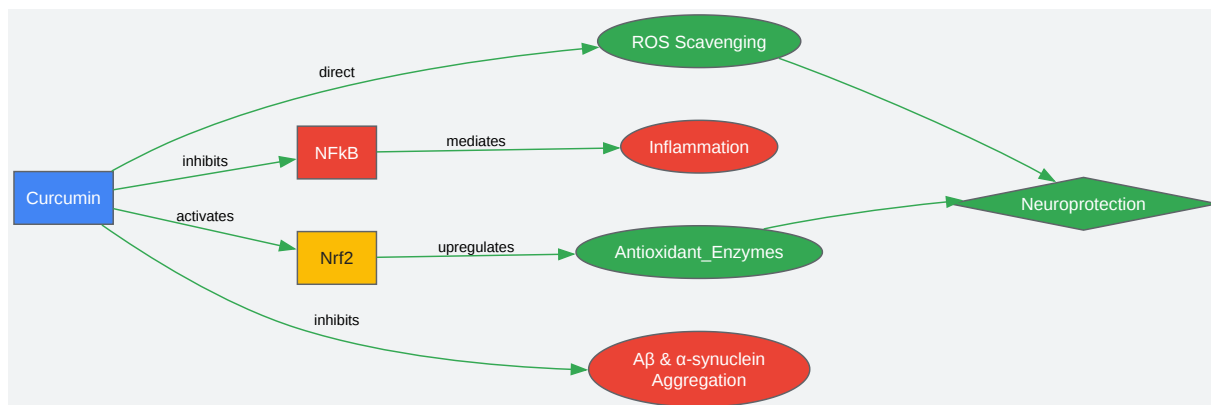 ROS Scavenging
direct
NFkB
mediates
Inflammation
inhibits
Curcumin
Neuroprotection
activates
Nrf2
upregulates
Antioxidant_Enzymes
inhibits
Aβ & α-synuclein
Aggregation